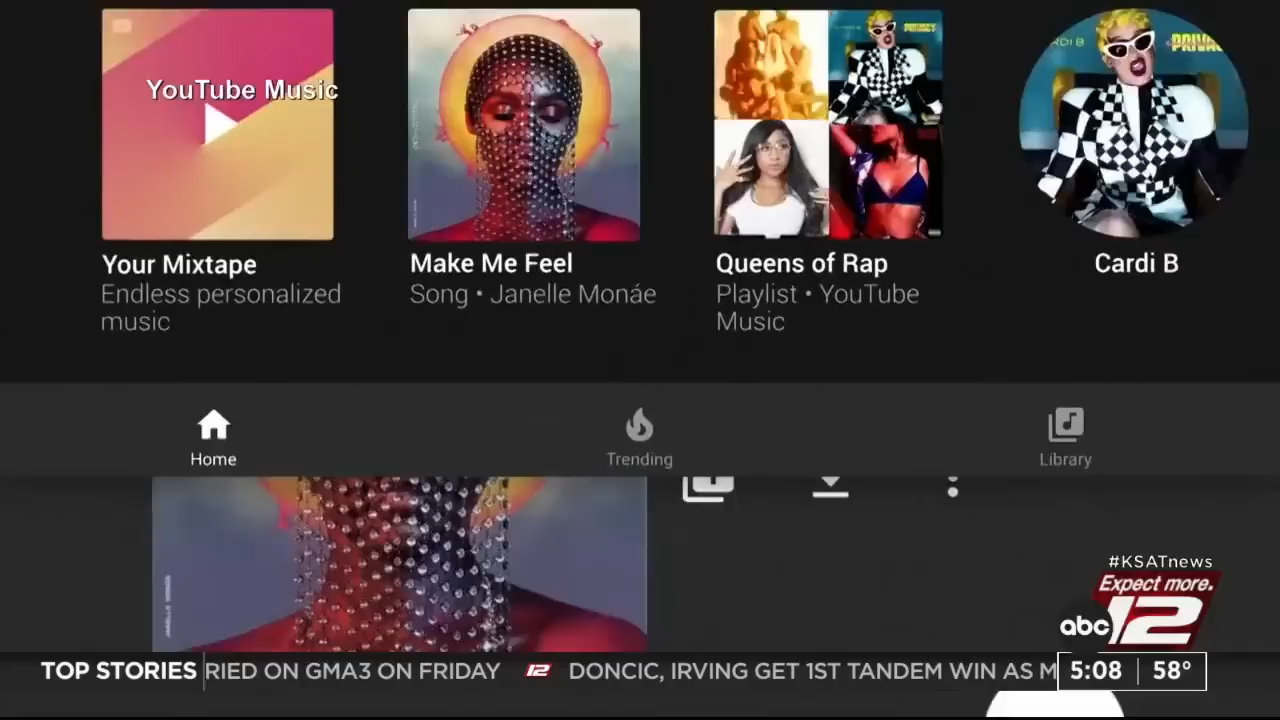 YouTube Music
RDI B
Your Mixtape
Endless personalized
music
Make Me Feel
Song • Janelle Monáe
Queens of Rap
Playlist • YouTube
Music
Cardi B
Home
Trending
Library
#KSATnews
Expect more.
abc 12
TOP STORIES
RIED ON GMA3 ON FRIDAY 12 DONCIC, IRVING GET 1ST TANDEM WIN AS M
5:08 58°